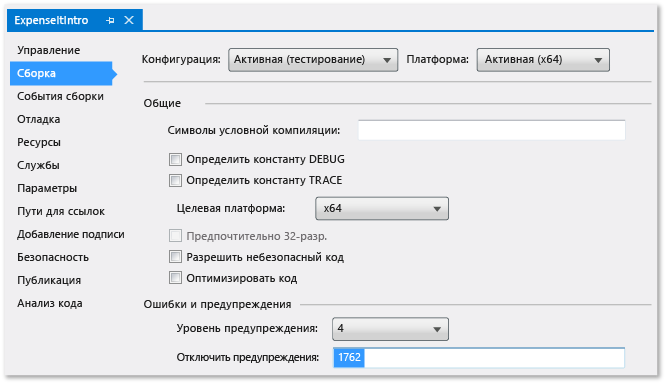 ExpenseItIntro
Управление
Сборка
События сборки
Отладка
Ресурсы
Службы
Параметры
Пути для ссылок
Добавление подписи
Безопасность
Публикация
Анализ кода
Конфигурация: Активная (тестирование) Платформа: Активная (x64)
Общие
Символы условной компиляции:
Определить константу DEBUG
Определить константу TRACE
Целевая платформа: x64
Предпочтительно 32-разр.
Разрешить небезопасный код
Оптимизировать код
Ошибки и предупреждения
Уровень предупреждения: 4
Отключить предупреждения: 1762